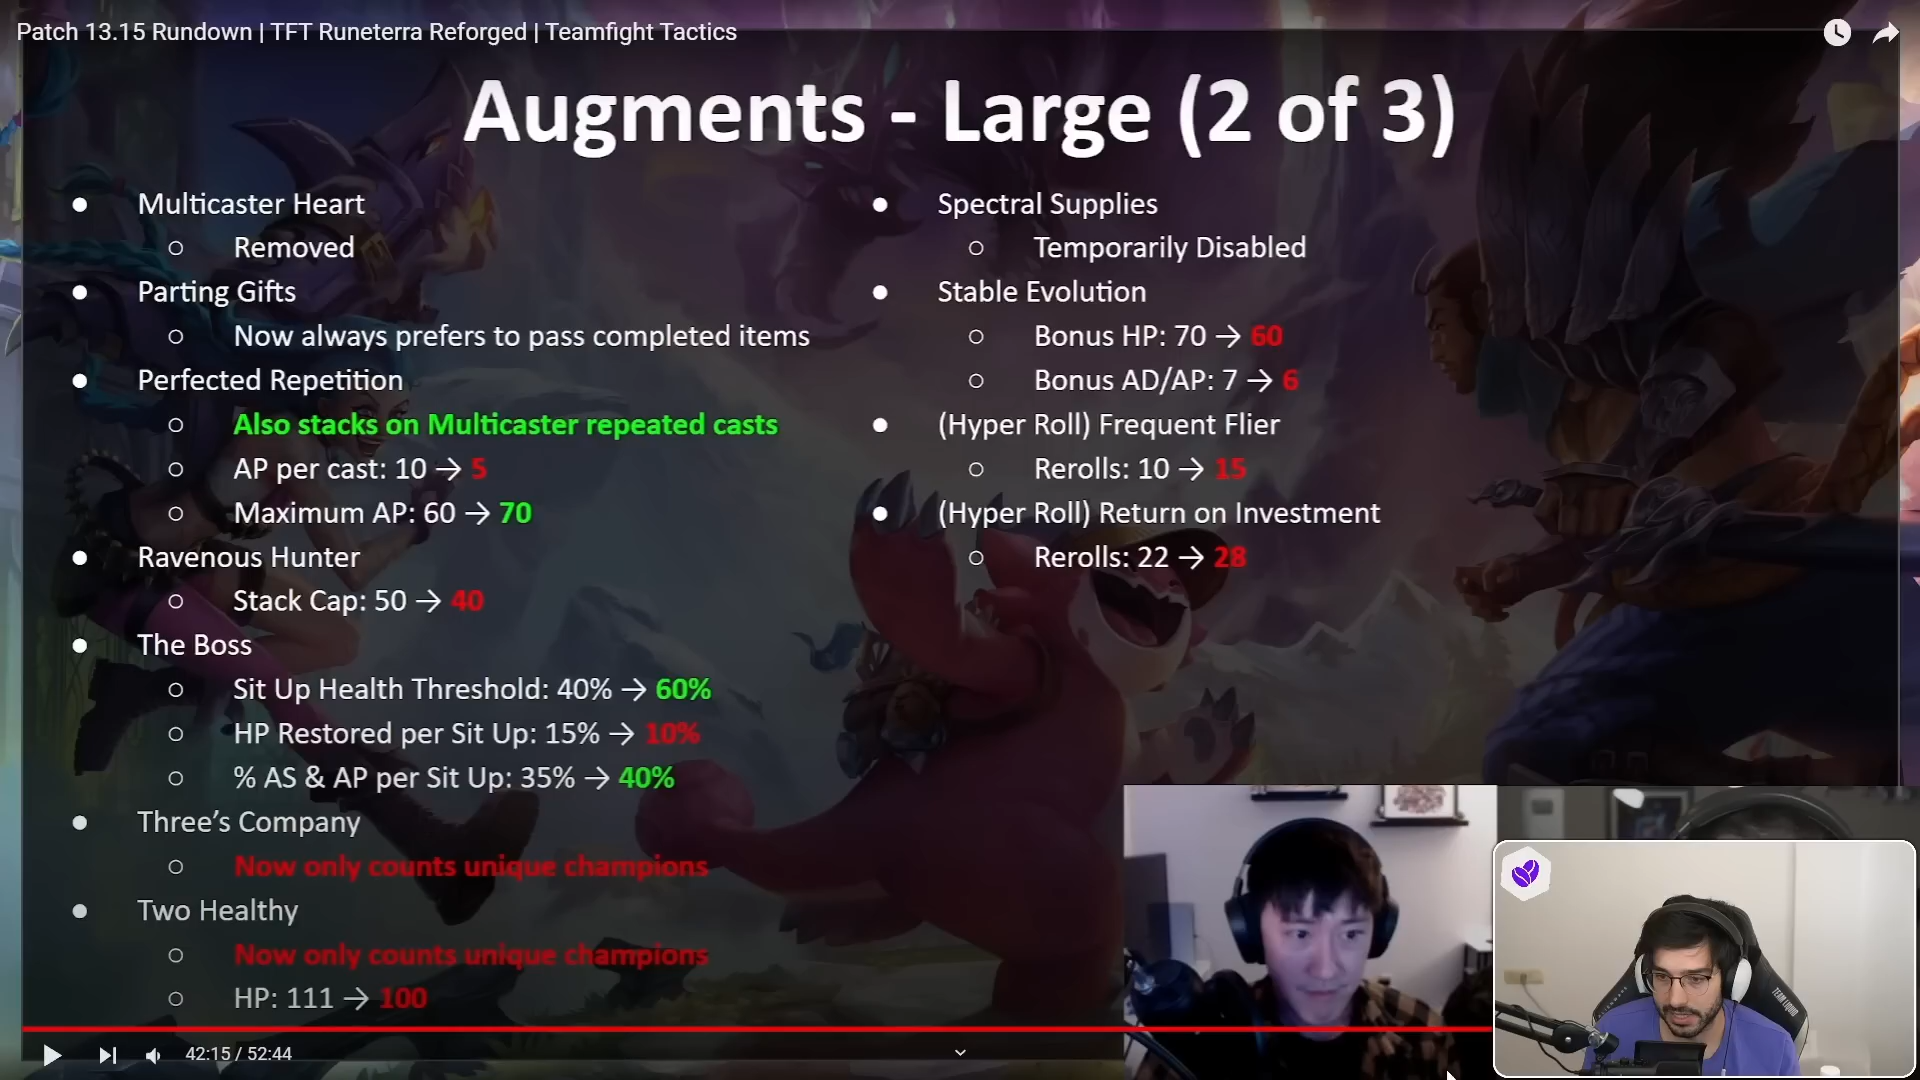 Patch 13.15 Rundown | TFT Runeterra Reforged | Teamfight Tactics
Augments - Large (2 of 3)
Multicaster Heart
Removed
Parting Gifts
Now always prefers to pass completed items
Perfected Repetition
Also stacks on Multicaster repeated casts
AP per cast: 10 → 5
Maximum AP: 60 → 70
Ravenous Hunter
Stack Cap: 50 → 40
The Boss
Sit Up Health Threshold: 40% → 60%
HP Restored per Sit Up: 15% → 10%
% AS & AP per Sit Up: 35% → 40%
Three’s Company
Now only counts unique champions
Two Healthy
Now only counts unique champions
HP: 111 → 100
Spectral Supplies
Temporarily Disabled
Stable Evolution
Bonus HP: 70 → 60
Bonus AD/AP: 7 → 6
(Hyper Roll) Frequent Flier
Rerolls: 10 → 15
(Hyper Roll) Return on Investment
Rerolls: 22 → 28
TEAM LIQUID
42:15 / 52:44